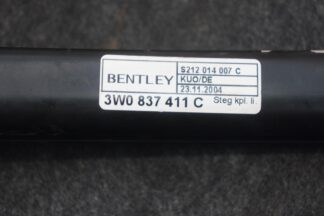 BENTLEY
S212 014 007 C
KUO/DE
23.11.2004
3W0 837 411 C Steg kpl. li.